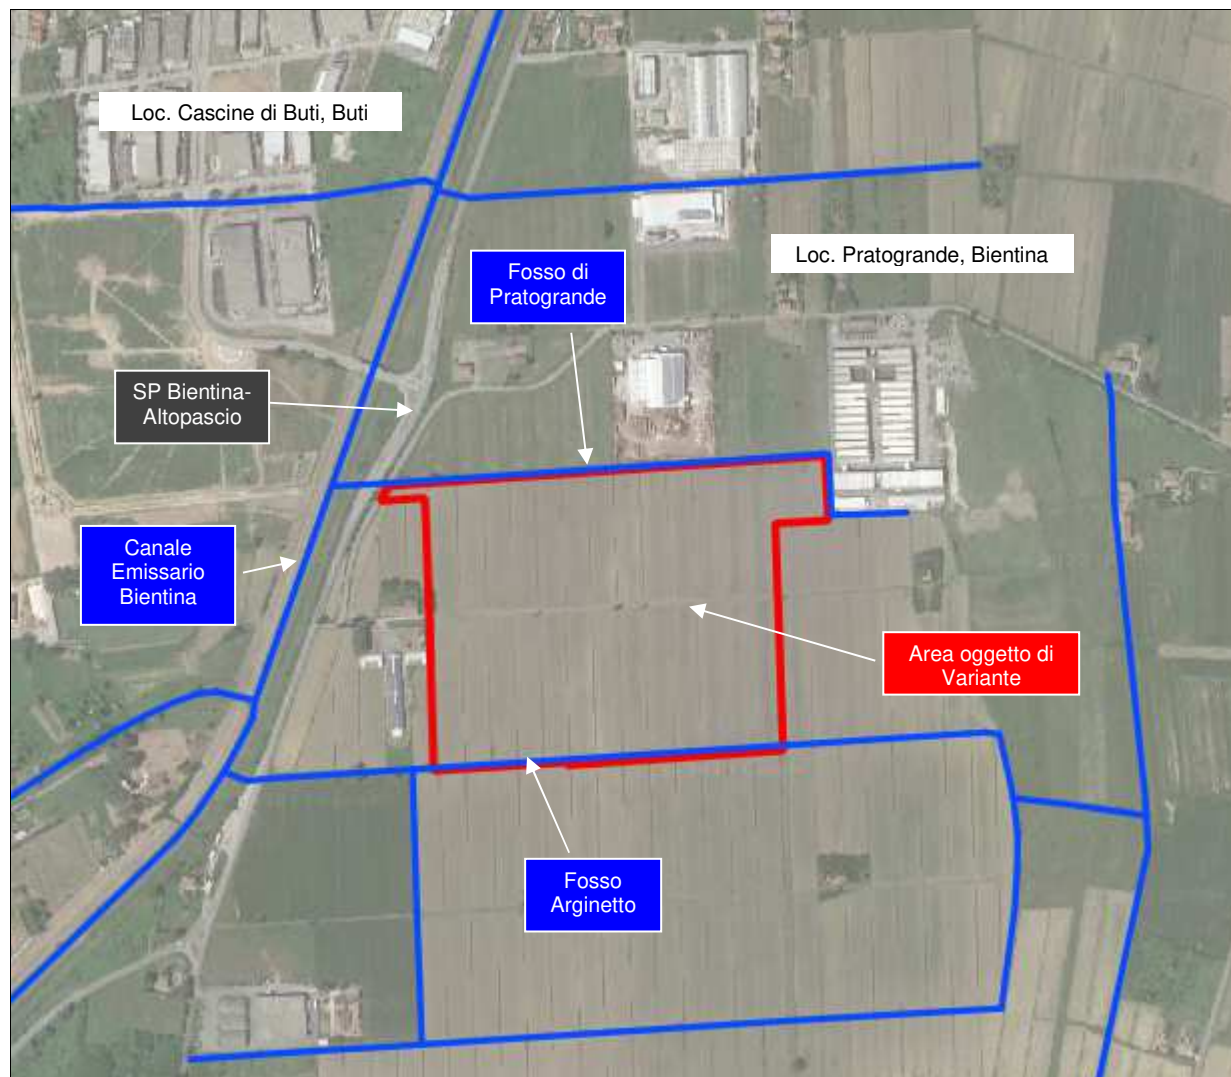 Loc. Cascine di Buti, Buti
Loc. Pratogrande, Bientina
Fosso di
Pratogrande
SP Bientina-
Altopascio
Canale
Emissario
Bientina
Area oggetto di
Variante
Fosso
Arginetto